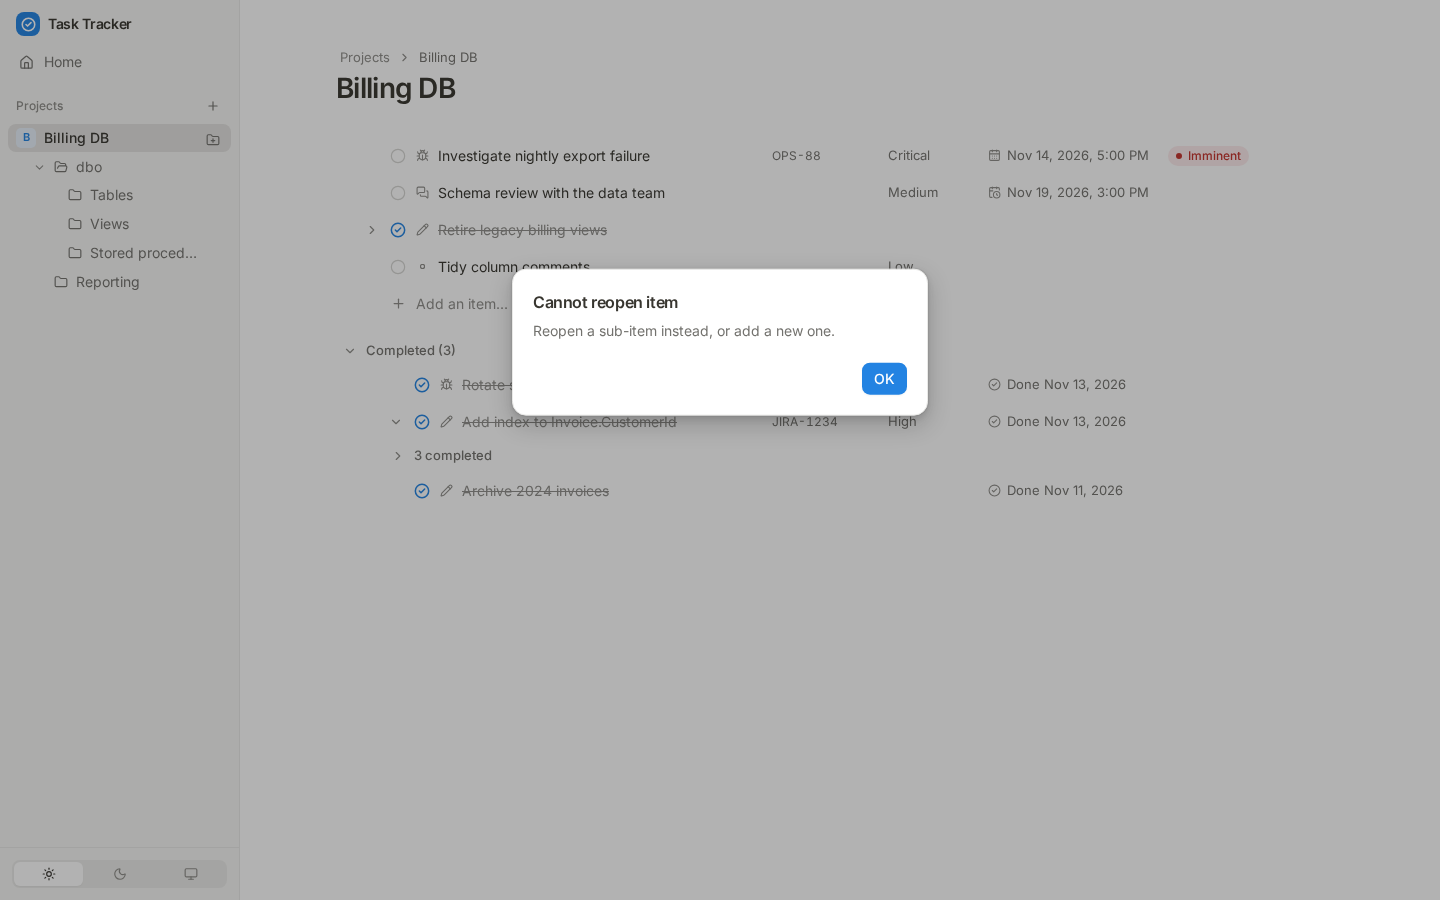 Task Tracker
Home
Projects
B Billing DB
dbo
Tables
Views
Stored proced...
Reporting
Projects Billing DB
Billing DB
Investigate nightly export failure OPS-88 Critical Nov 14, 2026, 5:00 PM Imminent
Schema review with the data team Medium Nov 19, 2026, 3:00 PM
Retire legacy billing views
Tidy column comments Low
Add an item...
Cannot reopen item
Reopen a sub-item instead, or add a new one.
OK
Completed (3)
Rotate Done Nov 13, 2026
Add index to Invoice.CustomerId JIRA-1234 High Done Nov 13, 2026
3 completed
Archive 2024 invoices Done Nov 11, 2026